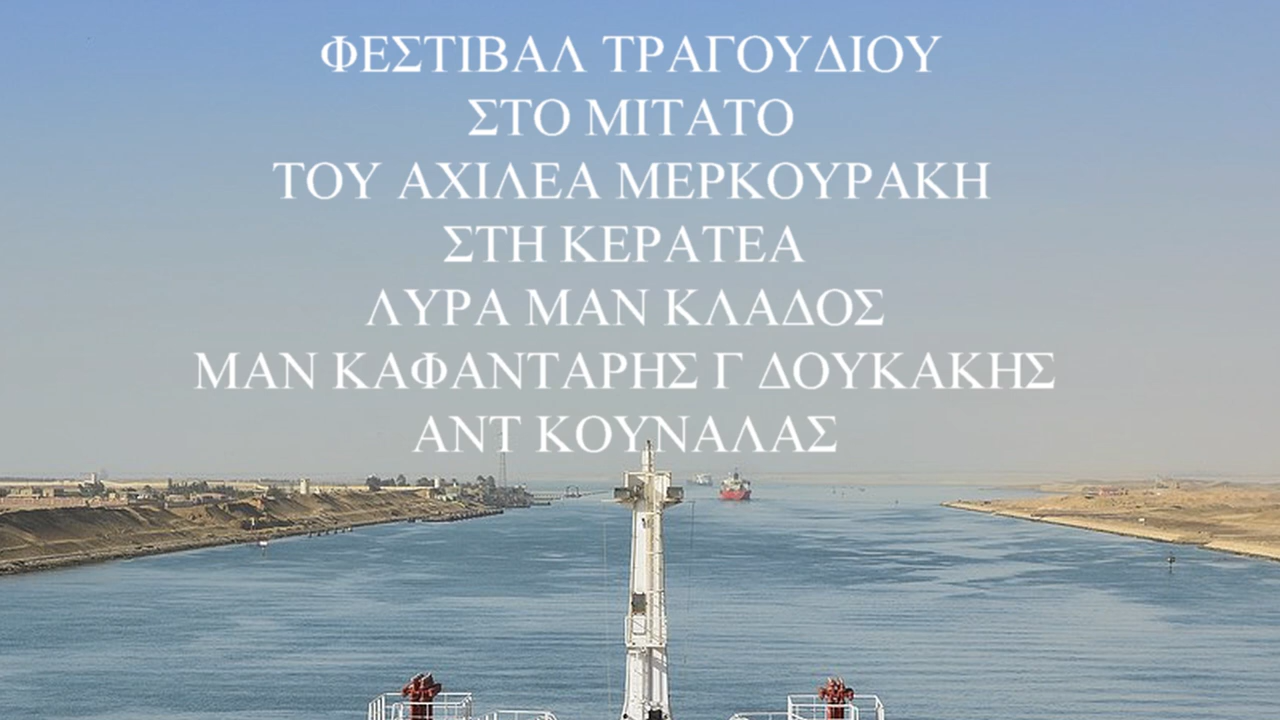 ΦΕΣΤΙΒΑΛ ΤΡΑΓΟΥΔΙΟΥ
ΣΤΟ ΜΙΤΑΤΟ
ΤΟΥ ΑΧΙΛΕΑ ΜΕΡΚΟΥΡΑΚΗ
ΣΤΗ ΚΕΡΑΤΕΑ
ΛΥΡΑ ΜΑΝ ΚΛΑΔΟΣ
ΜΑΝ ΚΑΦΑΝΤΑΡΗΣ Γ ΔΟΥΚΑΚΗΣ
ΑΝΤ ΚΟΥΝΑΛΑΣ